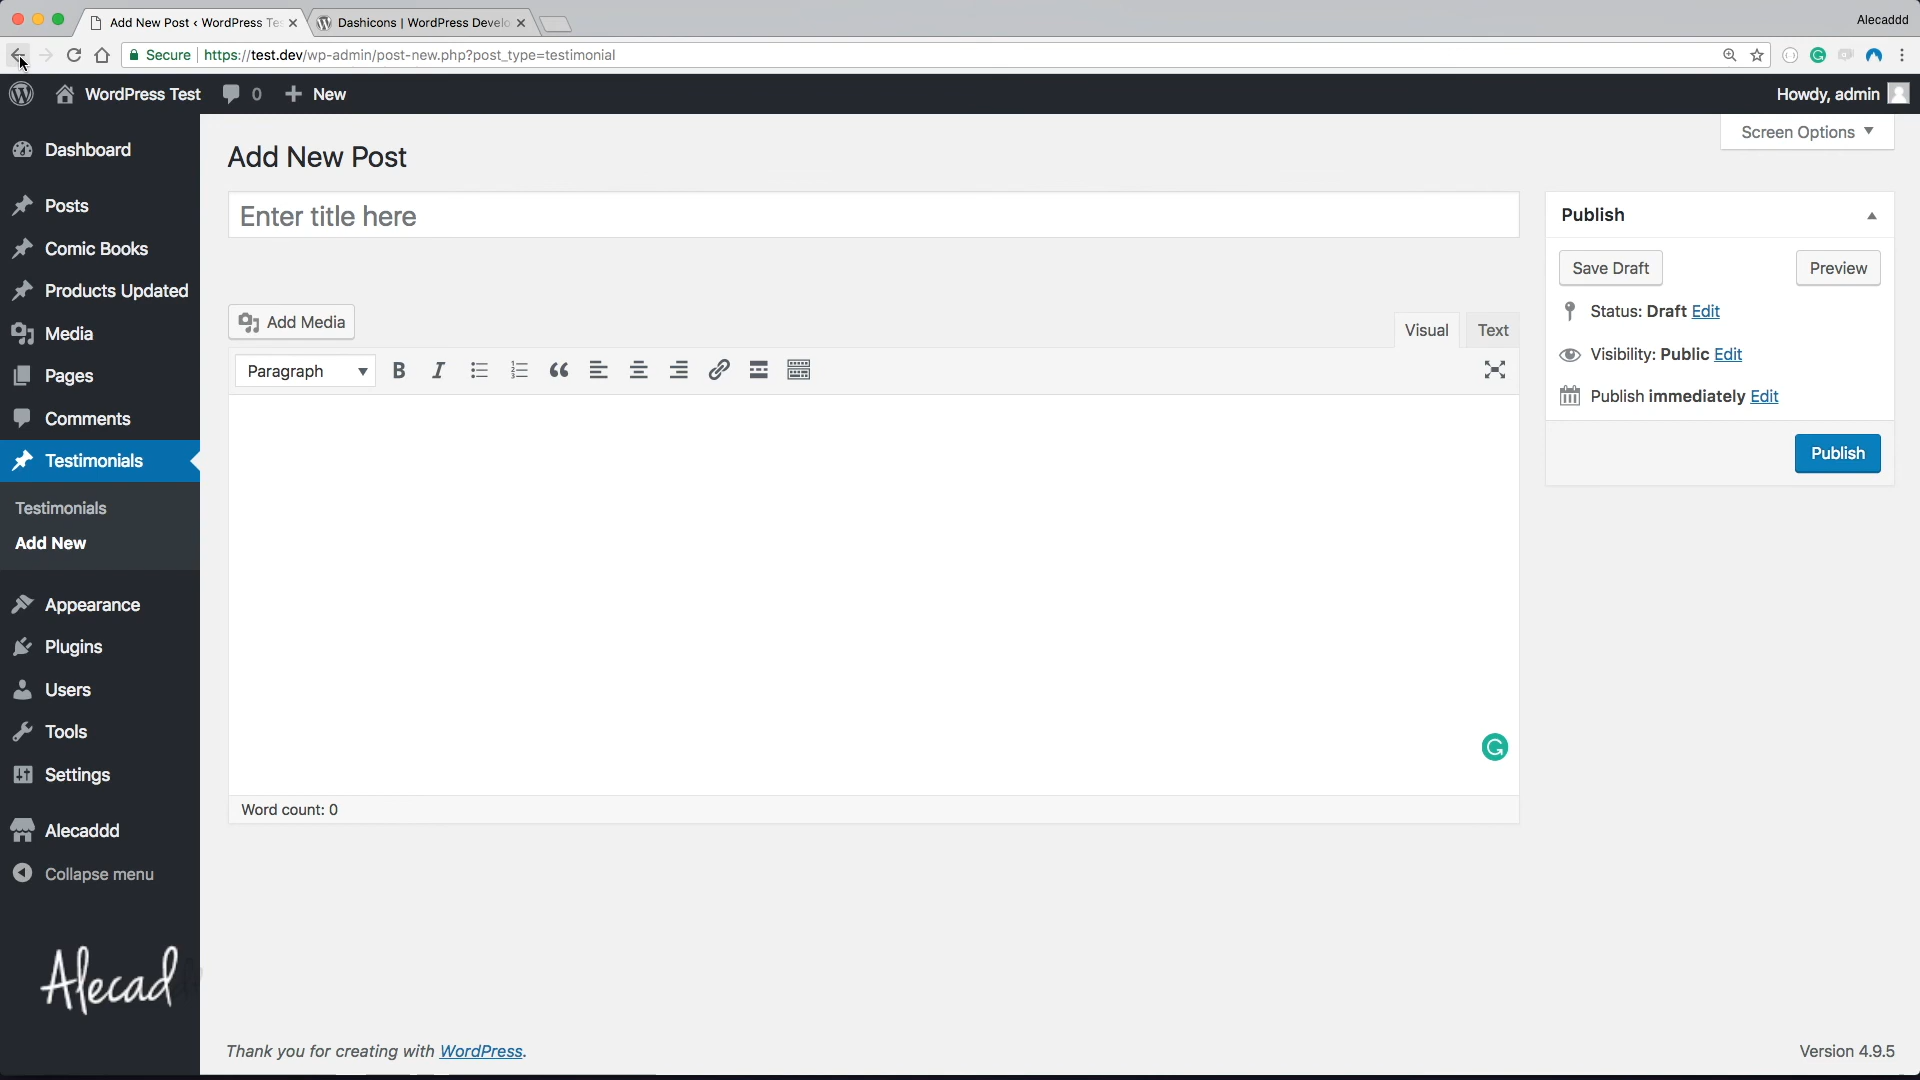 Add New Post ‹ WordPress Te
Dashicons | WordPress Develo
Alecaddd
Secure
https://test.dev/wp-admin/post-new.php?post_type=testimonial
WordPress Test
0
New
Howdy, admin
Screen Options
Dashboard
Posts
Comic Books
Products Updated
Media
Pages
Comments
Testimonials
Testimonials
Add New
Appearance
Plugins
Users
Tools
Settings
Alecaddd
Collapse menu
Alecad
Add New Post
Enter title here
Add Media
Visual
Text
Paragraph
Word count: 0
Publish
Save Draft
Preview
Status: Draft Edit
Visibility: Public Edit
Publish immediately Edit
Publish
Thank you for creating with WordPress.
Version 4.9.5